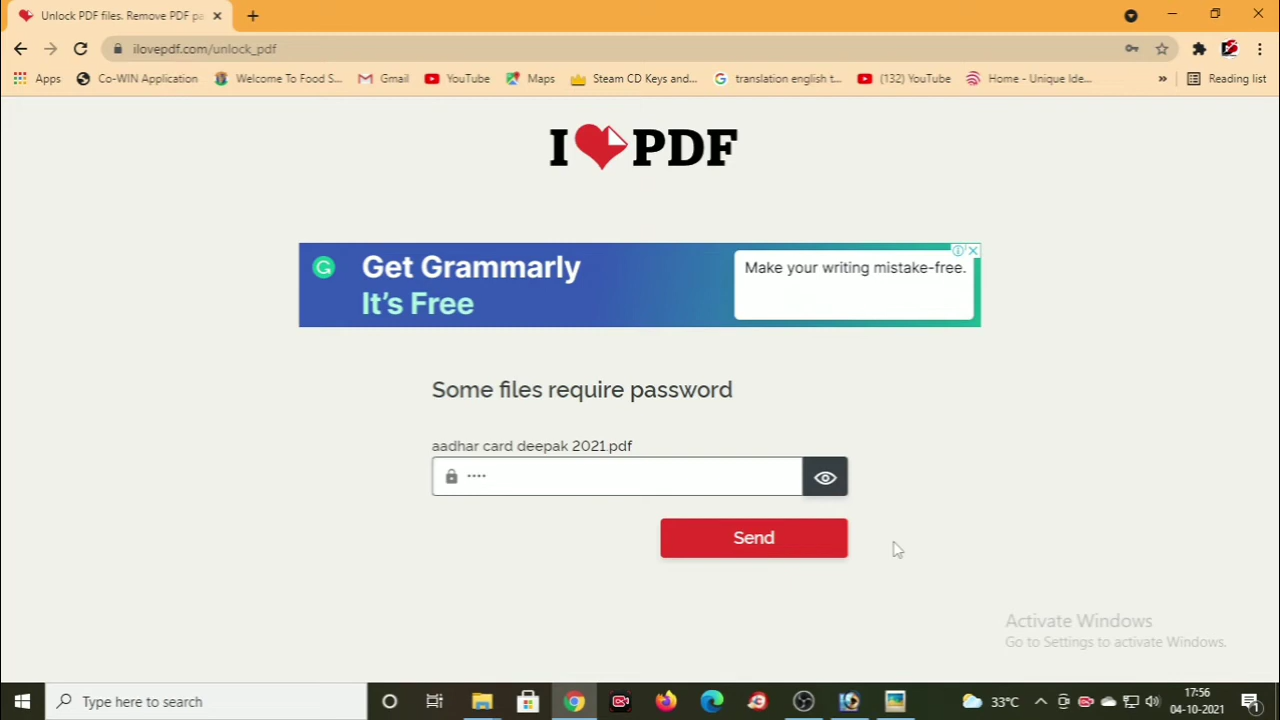 Unlock PDF files. Remove PDF pa
ilovepdf.com/unlock_pdf
Apps Co-WIN Application Welcome To Food S... Gmail YouTube Maps Steam CD Keys and... translation english t... (132) YouTube Home - Unique Ide... » Reading list
I PDF
Get Grammarly
It's Free
Make your writing mistake-free.
Some files require password
aadhar card deepak 2021.pdf
····
Send
Activate Windows
Go to Settings to activate Windows.
Type here to search
33°C
17:56
04-10-2021
1